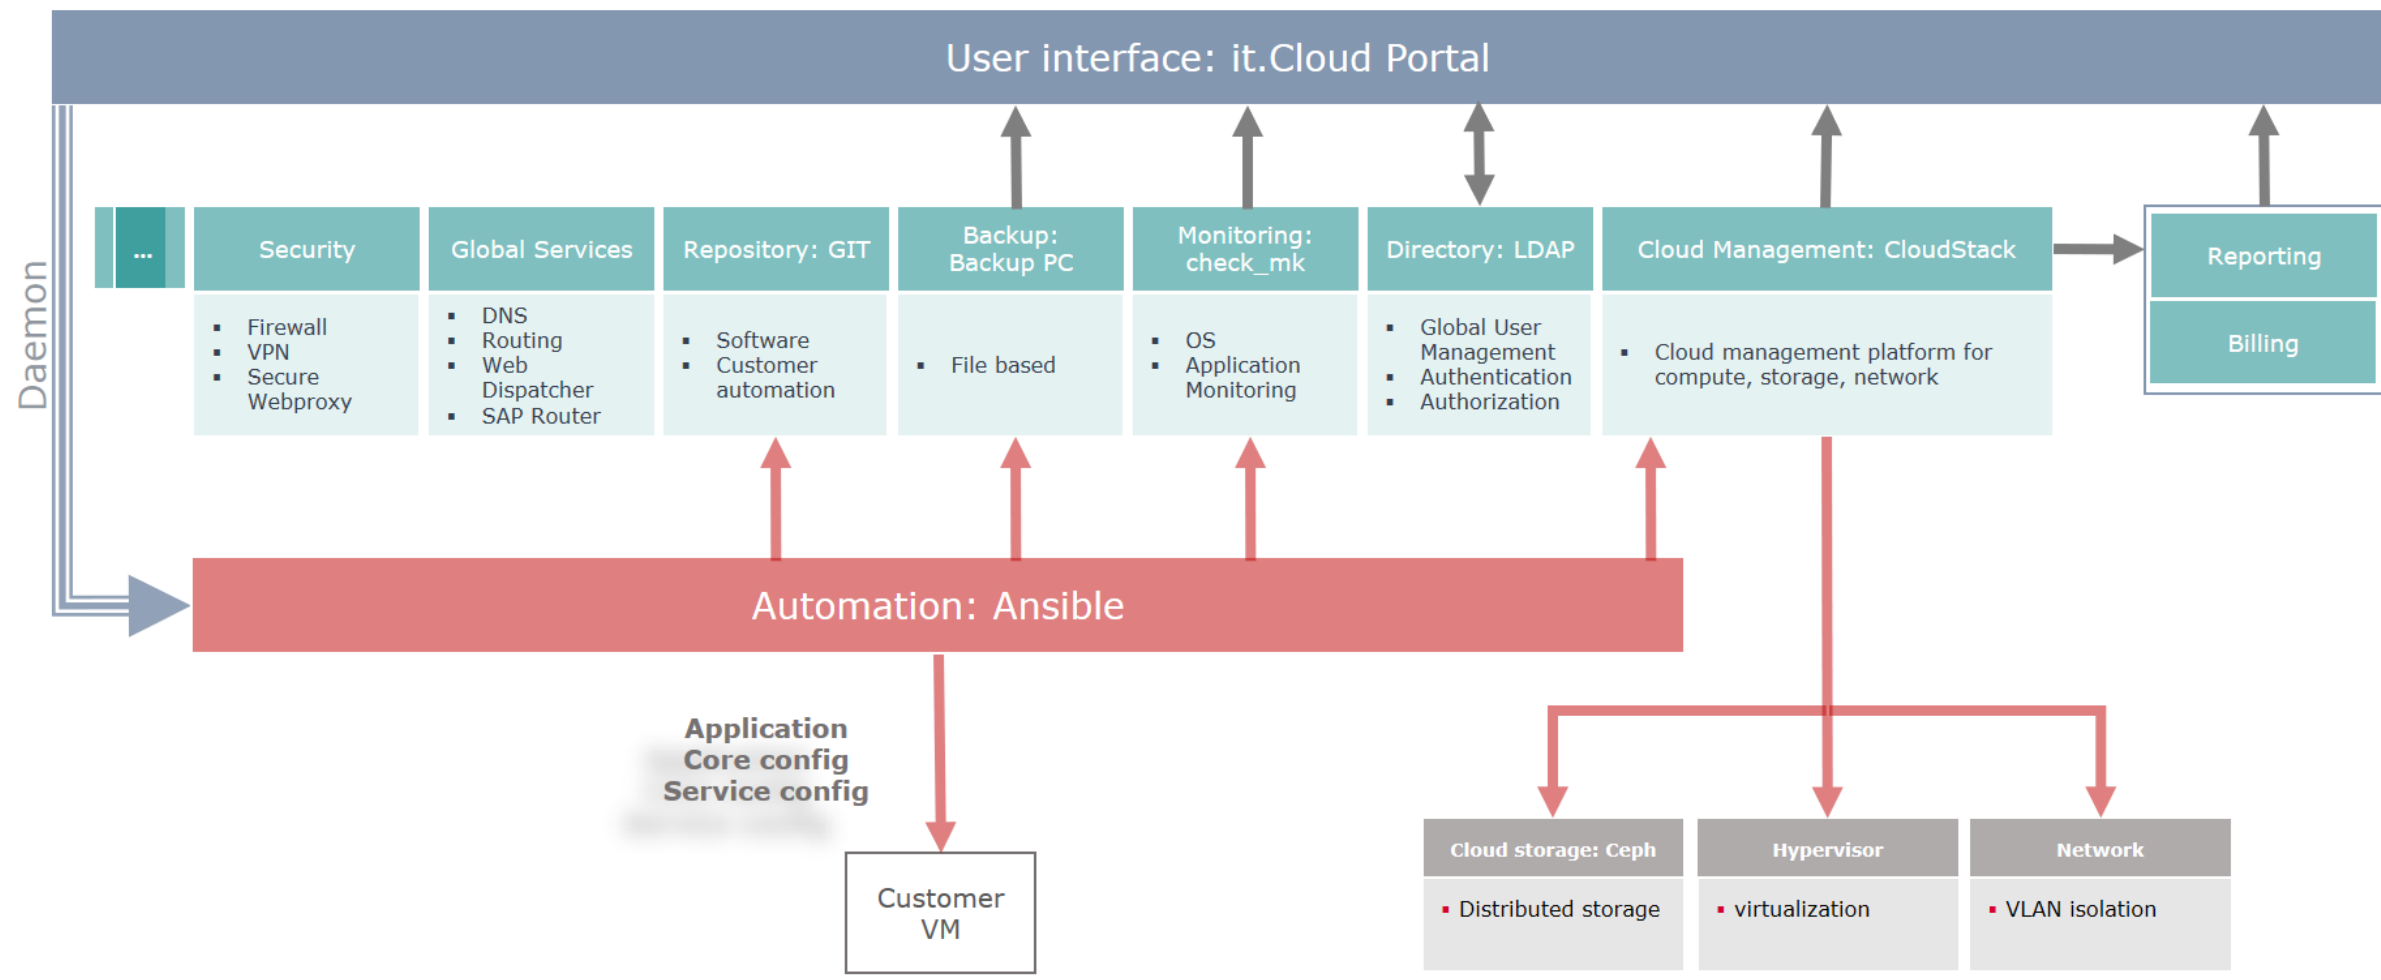 User interface: it.Cloud Portal
Daemon
...
Security
Firewall
VPN
Secure
Webproxy
Global Services
DNS
Routing
Web
Dispatcher
SAP Router
Repository: GIT
Software
Customer
automation
Backup:
Backup PC
File based
Monitoring:
check_mk
OS
Application
Monitoring
Directory: LDAP
Global User
Management
Authentication
Authorization
Cloud Management: CloudStack
Cloud management platform for
compute, storage, network
Reporting
Billing
Automation: Ansible
Application
Core config
Service config
Customer
VM
Cloud storage: Ceph
Distributed storage
Hypervisor
virtualization
Network
VLAN isolation